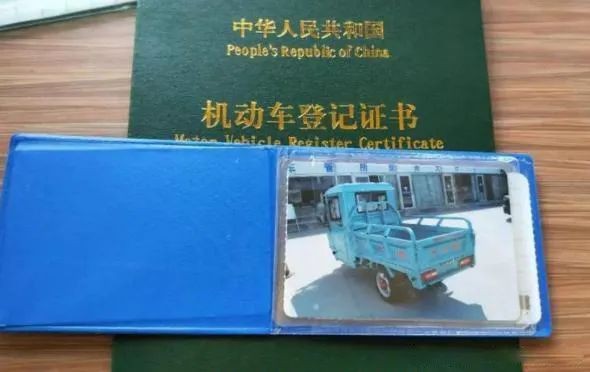 中华人民共和国
People's Republic of China
机动车登记证书
Motor Vehicle Register Certificate